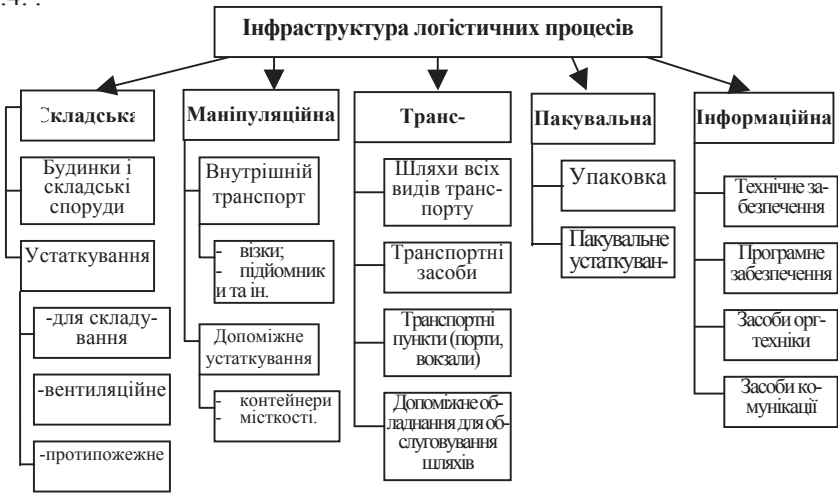 .4. .
Інфраструктура логістичних процесів
Складська
Будинки і
складські
споруди
Устаткування
-для складу-
вання
-вентиляційне
-протипожежне
Маніпуляційна
Внутрішній
транспорт
- візки;
- підйомник
и та ін.
Допоміжне
устаткування
- контейнери
- місткості.
Транс-
Шляхи всіх
видів транс-
порту
Транспортні
засоби
Транспортні
пункти (порти,
вокзали)
Допоміжне об-
ладнання для об-
слуговування
шляхів
Пакувальна
Упаковка
Пакувальне
устаткуван-
Інформаційна
Технічне за-
безпечення
Програмне
забезпечення
Засоби орг-
техніки
Засоби ко-
мунікації